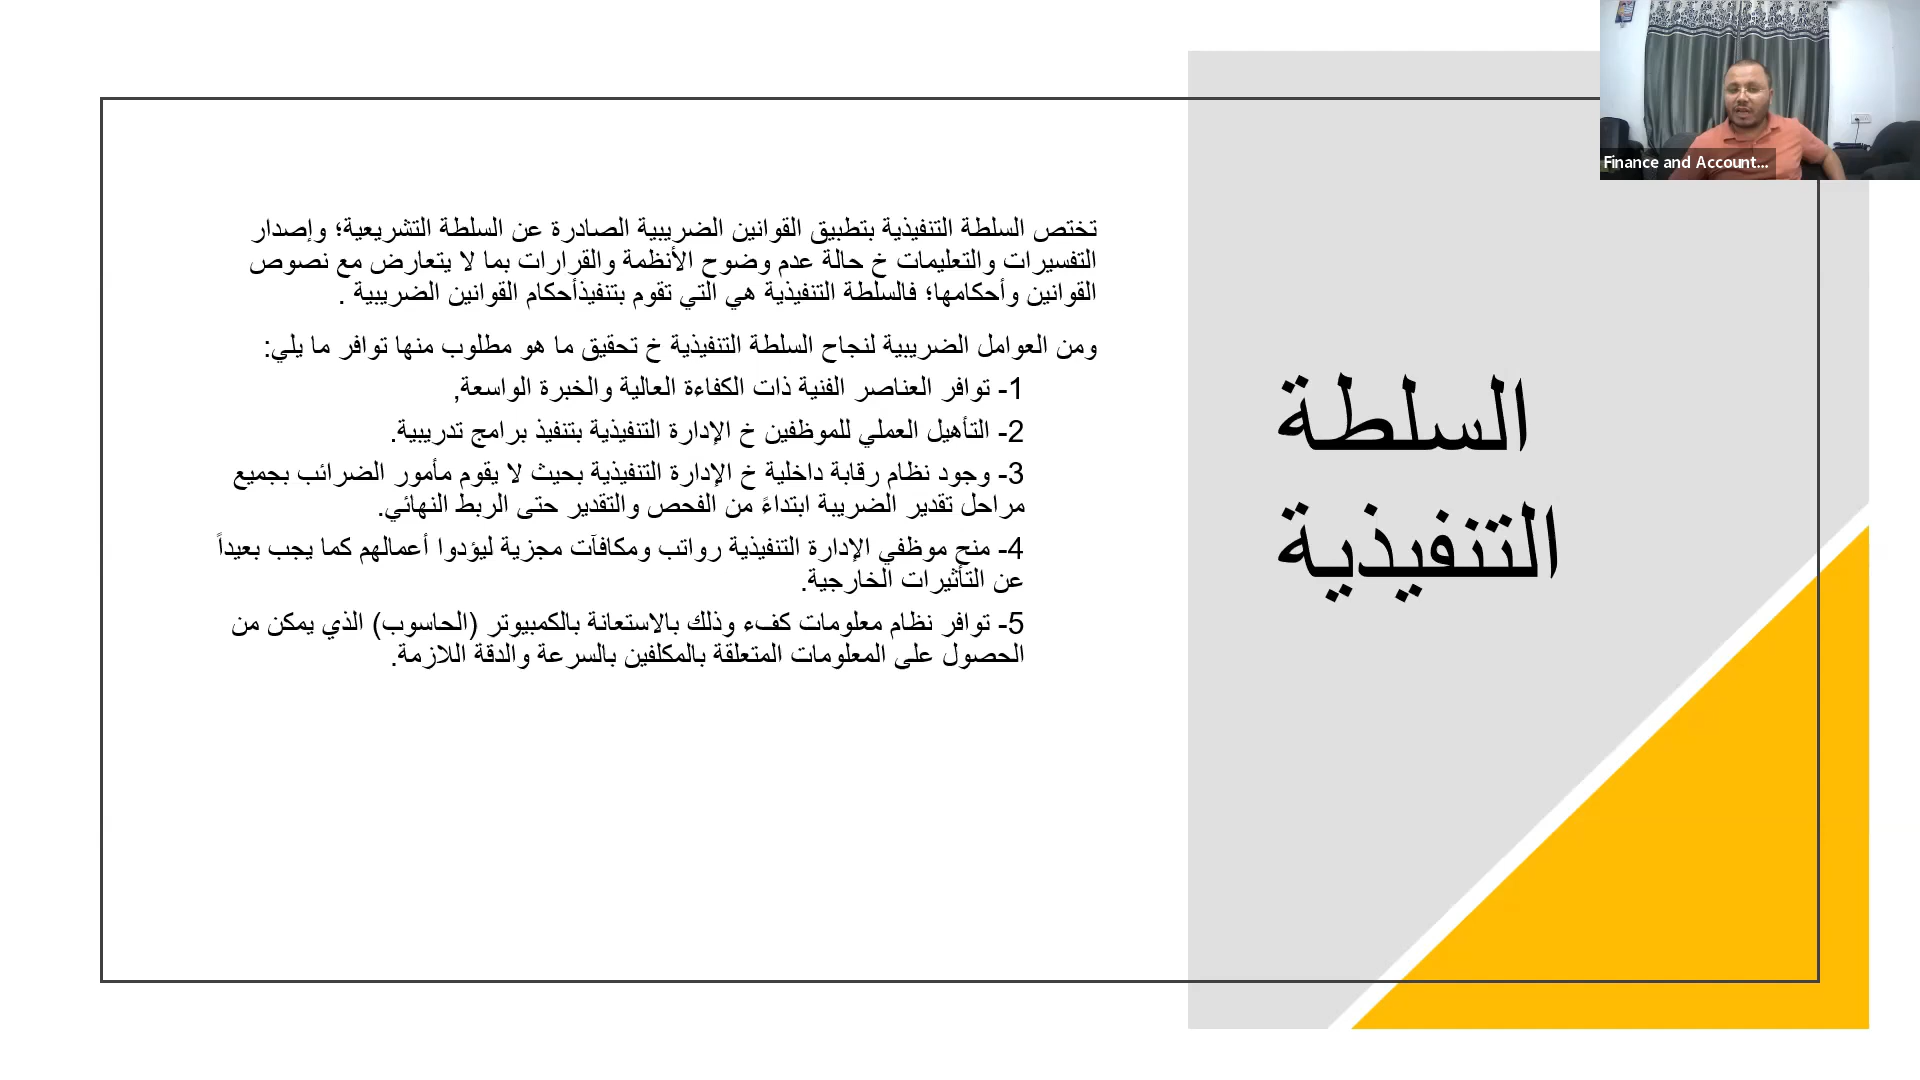 السلطة
التنفيذية
تختص السلطة التنفيذية بتطبيق القوانين الضريبية الصادرة عن السلطة التشريعية؛ وإصدار
التفسيرات والتعليمات خ حالة عدم وضوح الأنظمة والقرارات بما لا يتعارض مع نصوص
القوانين وأحكامها؛ فالسلطة التنفيذية هي التي تقوم بتنفيذأحكام القوانين الضريبية .
ومن العوامل الضريبية لنجاح السلطة التنفيذية خ تحقيق ما هو مطلوب منها توافر ما يلي:
1- توافر العناصر الفنية ذات الكفاءة العالية والخبرة الواسعة,
2- التأهيل العملي للموظفين خ الإدارة التنفيذية بتنفيذ برامج تدريبية.
3- وجود نظام رقابة داخلية خ الإدارة التنفيذية بحيث لا يقوم مأمور الضرائب بجميع
مراحل تقدير الضريبة ابتداءً من الفحص والتقدير حتى الربط النهائي.
4- منح موظفي الإدارة التنفيذية رواتب ومكافآت مجزية ليؤدوا أعمالهم كما يجب بعيداً
عن التأثيرات الخارجية.
5- توافر نظام معلومات كفء وذلك بالاستعانة بالكمبيوتر (الحاسوب) الذي يمكن من
الحصول على المعلومات المتعلقة بالمكلفين بالسرعة والدقة اللازمة.
Finance and Account...